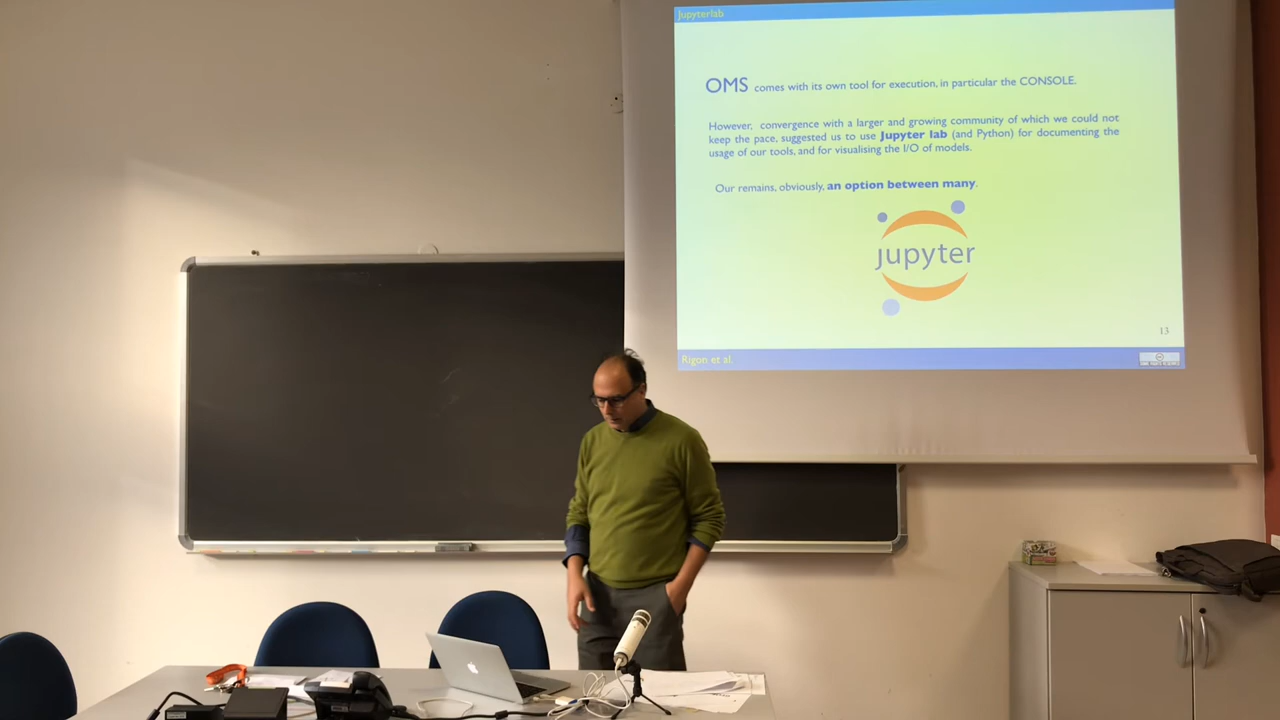 Jupyterlab
OMS comes with its own tool for execution, in particular the CONSOLE.
However, convergence with a larger and growing community of which we could not
keep the pace, suggested us to use Jupyter lab (and Python) for documenting the
usage of our tools, and for visualising the I/O of models.
Our remains, obviously, an option between many.
jupyter
13
Rigon et al.